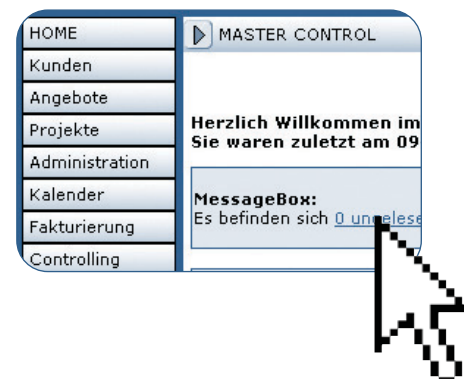 HOME
Kunden
Angebote
Projekte
Administration
Kalender
Fakturierung
Controlling
MASTER CONTROL
Herzlich Willkommen im
Sie waren zuletzt am 09
MessageBox:
Es befinden sich 0